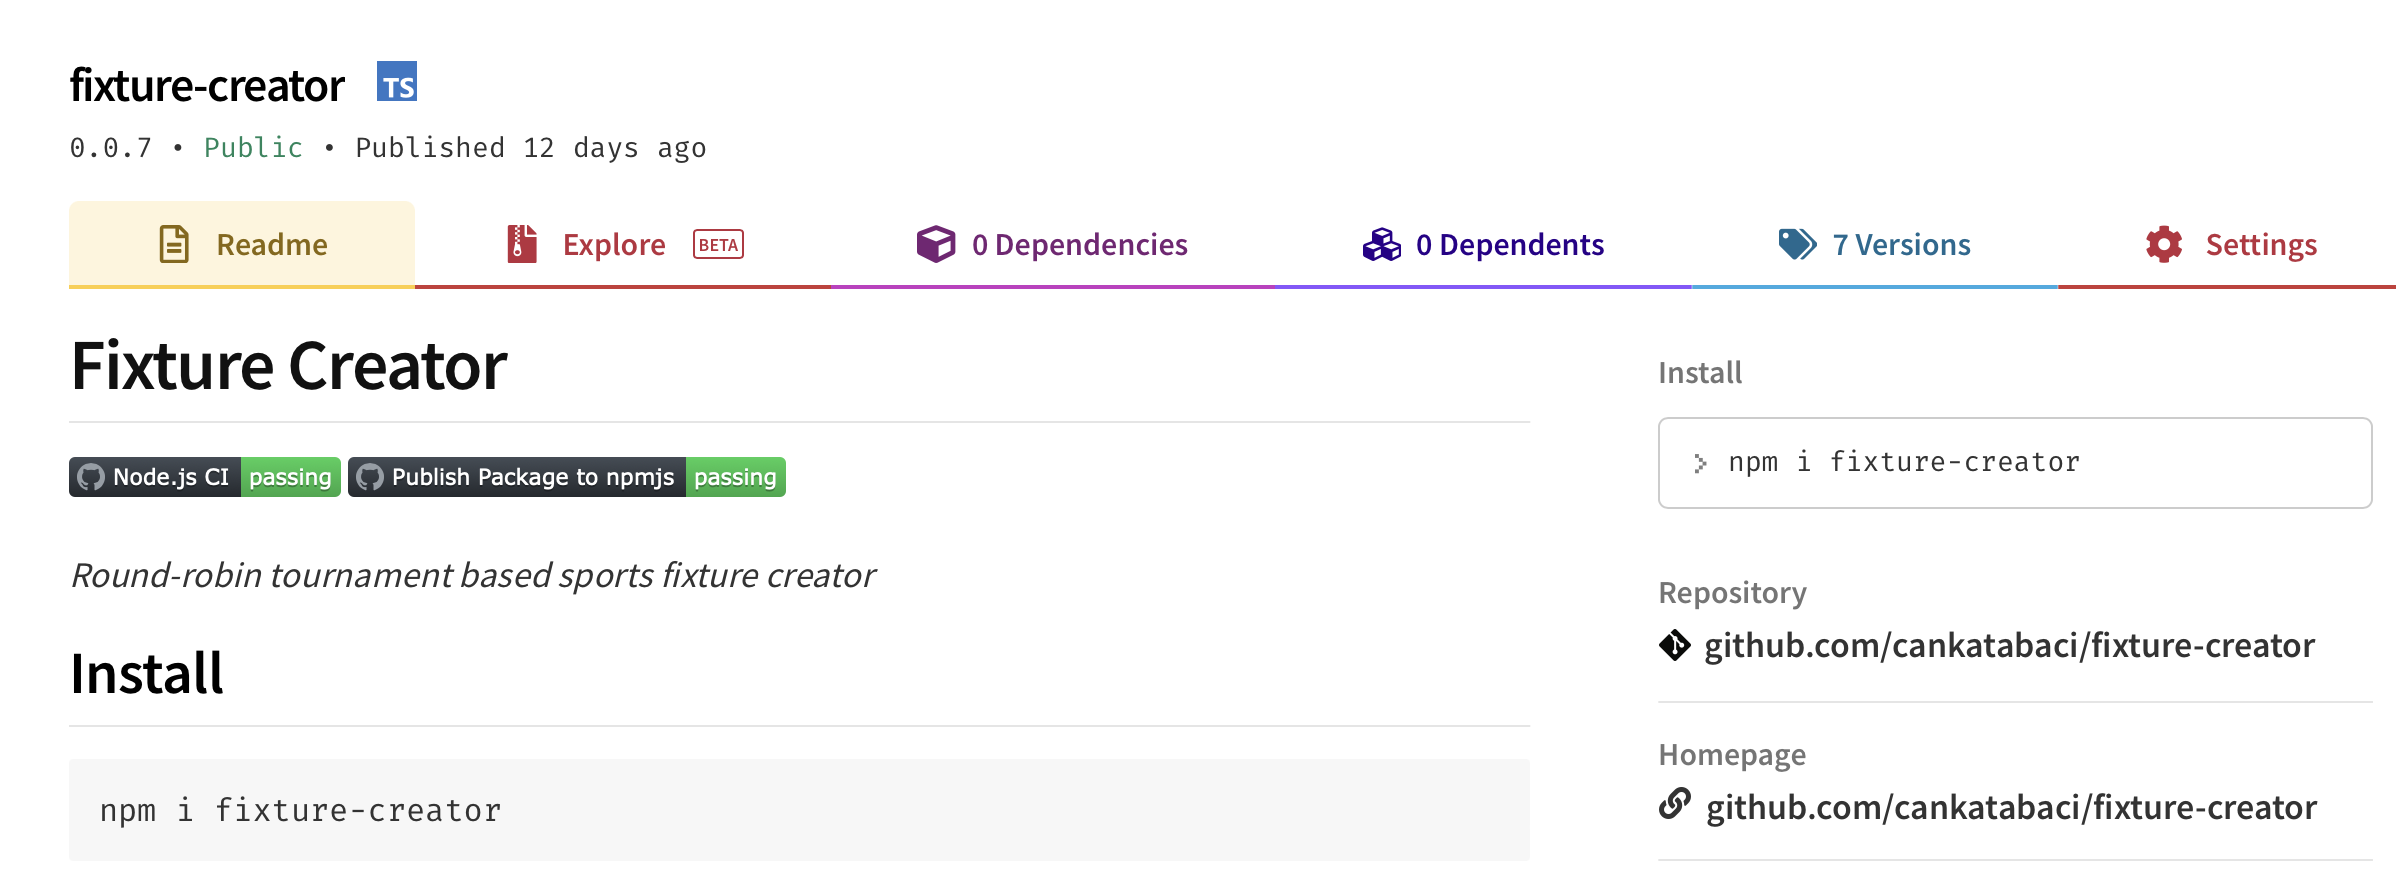 fixture-creator TS
0.0.7 • Public • Published 12 days ago
Readme
Explore BETA
0 Dependencies
0 Dependents
7 Versions
Settings
Fixture Creator
Node.js CI passing
Publish Package to npmjs passing
Round-robin tournament based sports fixture creator
Install
npm i fixture-creator
Install
> npm i fixture-creator
Repository
github.com/cankatabaci/fixture-creator
Homepage
github.com/cankatabaci/fixture-creator